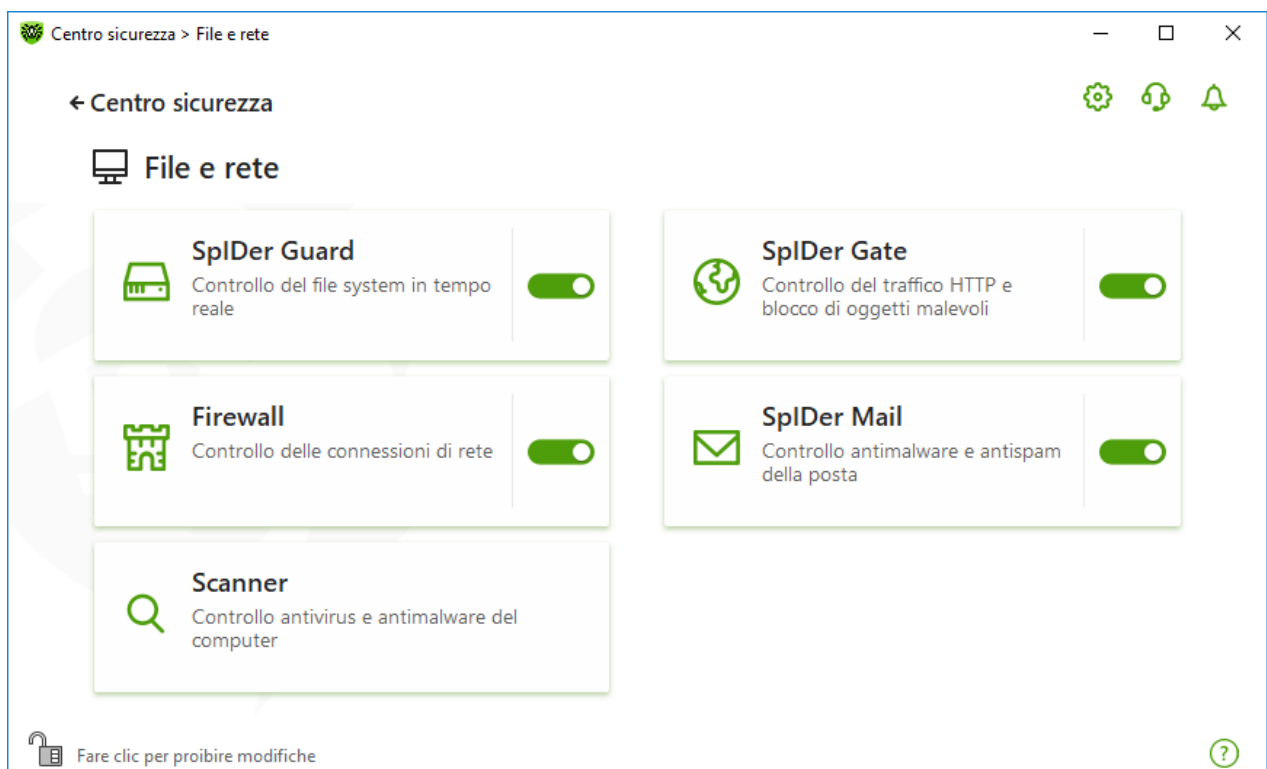 Centro sicurezza > File e rete
← Centro sicurezza
File e rete
SpIDer Guard
Controllo del file system in tempo
reale
SpIDer Gate
Controllo del traffico HTTP e
blocco di oggetti malevoli
Firewall
Controllo delle connessioni di rete
SpIDer Mail
Controllo antimalware e antispam
della posta
Scanner
Controllo antivirus e antimalware del
computer
Fare clic per proibire modifiche
?